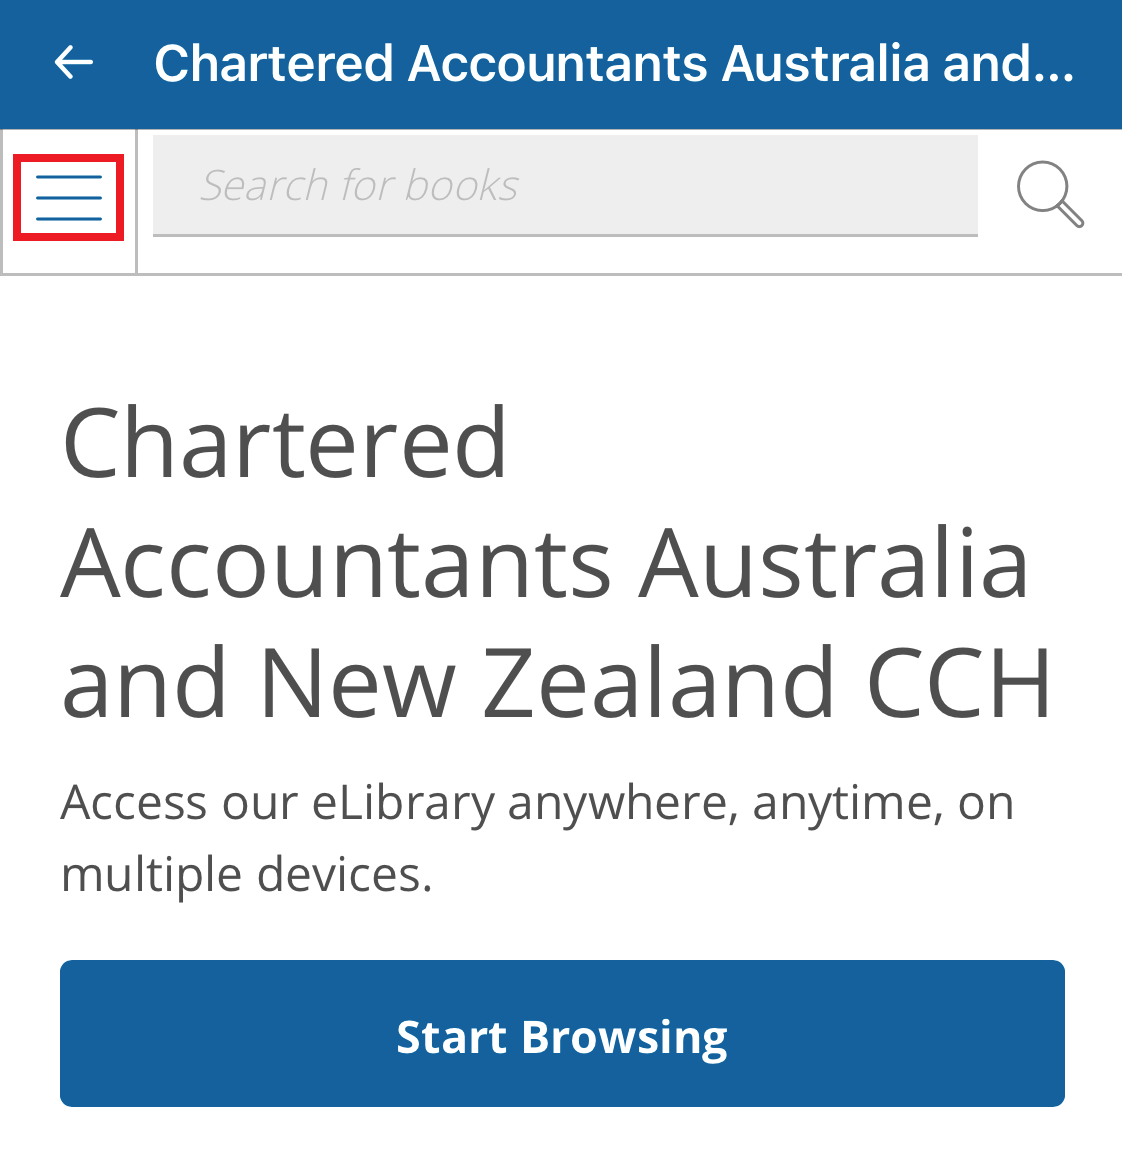 Chartered Accountants Australia and...
Search for books
Chartered
Accountants Australia
and New Zealand CCH
Access our eLibrary anywhere, anytime, on
multiple devices.
Start Browsing